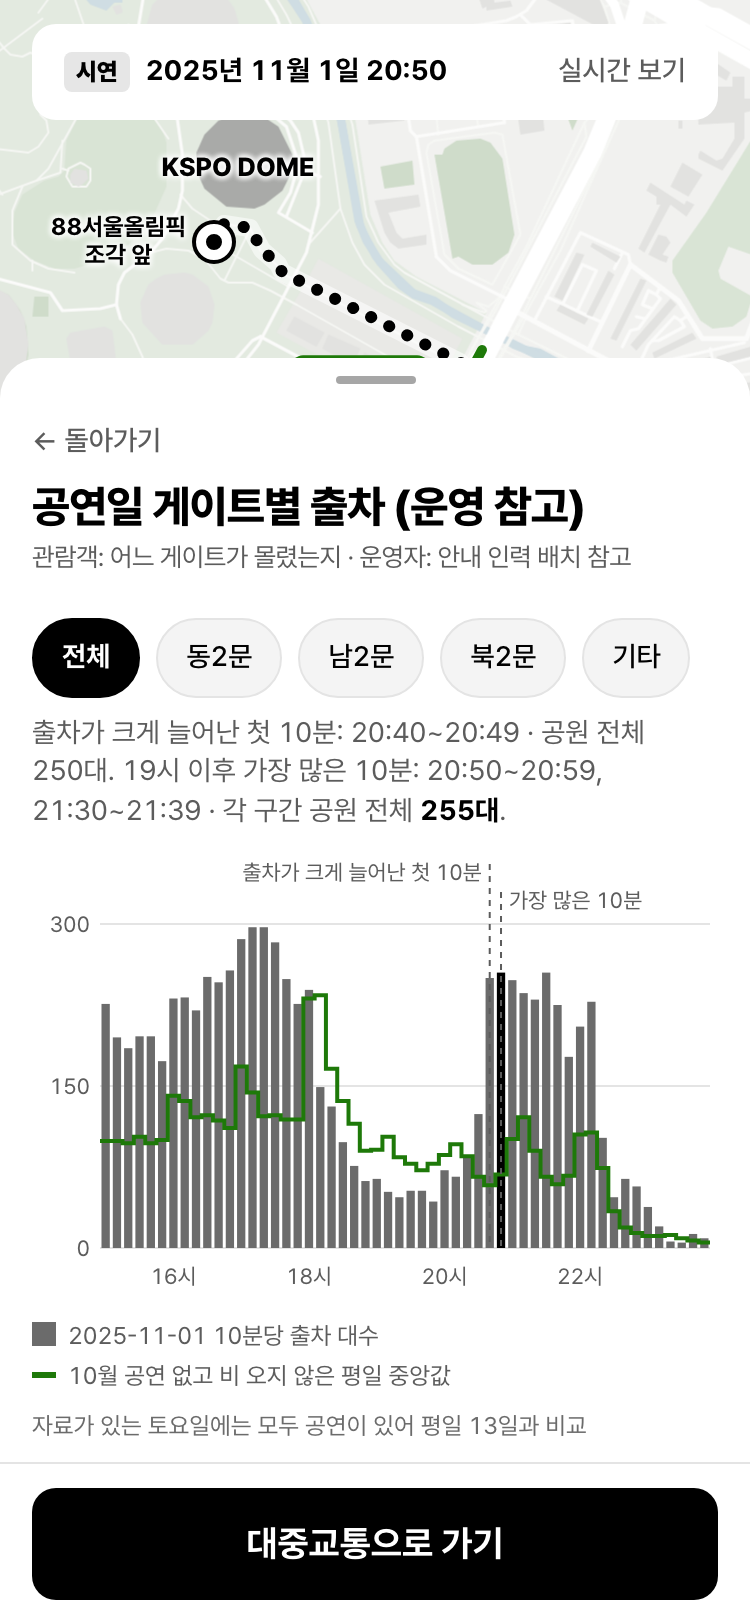 시연 2025년 11월 1일 20:50 실시간 보기
KSPO DOME
88서울올림픽
조각 앞
← 돌아가기
공연일 게이트별 출차 (운영 참고)
관람객: 어느 게이트가 몰렸는지 · 운영자: 안내 인력 배치 참고
전체 동2문 남2문 북2문 기타
출차가 크게 늘어난 첫 10분: 20:40~20:49 · 공원 전체
250대. 19시 이후 가장 많은 10분: 20:50~20:59,
21:30~21:39 · 각 구간 공원 전체 255대.
출차가 크게 늘어난 첫 10분
가장 많은 10분
300
150
0
16시 18시 20시 22시
2025-11-01 10분당 출차 대수
10월 공연 없고 비 오지 않은 평일 중앙값
자료가 있는 토요일에는 모두 공연이 있어 평일 13일과 비교
대중교통으로 가기